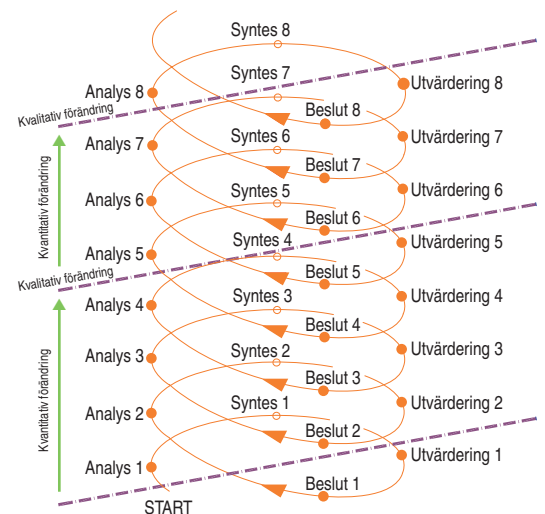 Syntes 8
Analys 8
Utvärdering 8
Syntes 7
Beslut 8
Kvalitativ förändring
Analys 7
Utvärdering 7
Syntes 6
Beslut 7
Kvantitativ förändring
Analys 6
Utvärdering 6
Syntes 5
Beslut 6
Analys 5
Utvärdering 5
Syntes 4
Beslut 5
Kvalitativ förändring
Analys 4
Utvärdering 4
Syntes 3
Beslut 4
Kvantitativ förändring
Analys 3
Utvärdering 3
Syntes 2
Beslut 3
Analys 2
Utvärdering 2
Syntes 1
Beslut 2
Analys 1
Utvärdering 1
Beslut 1
START